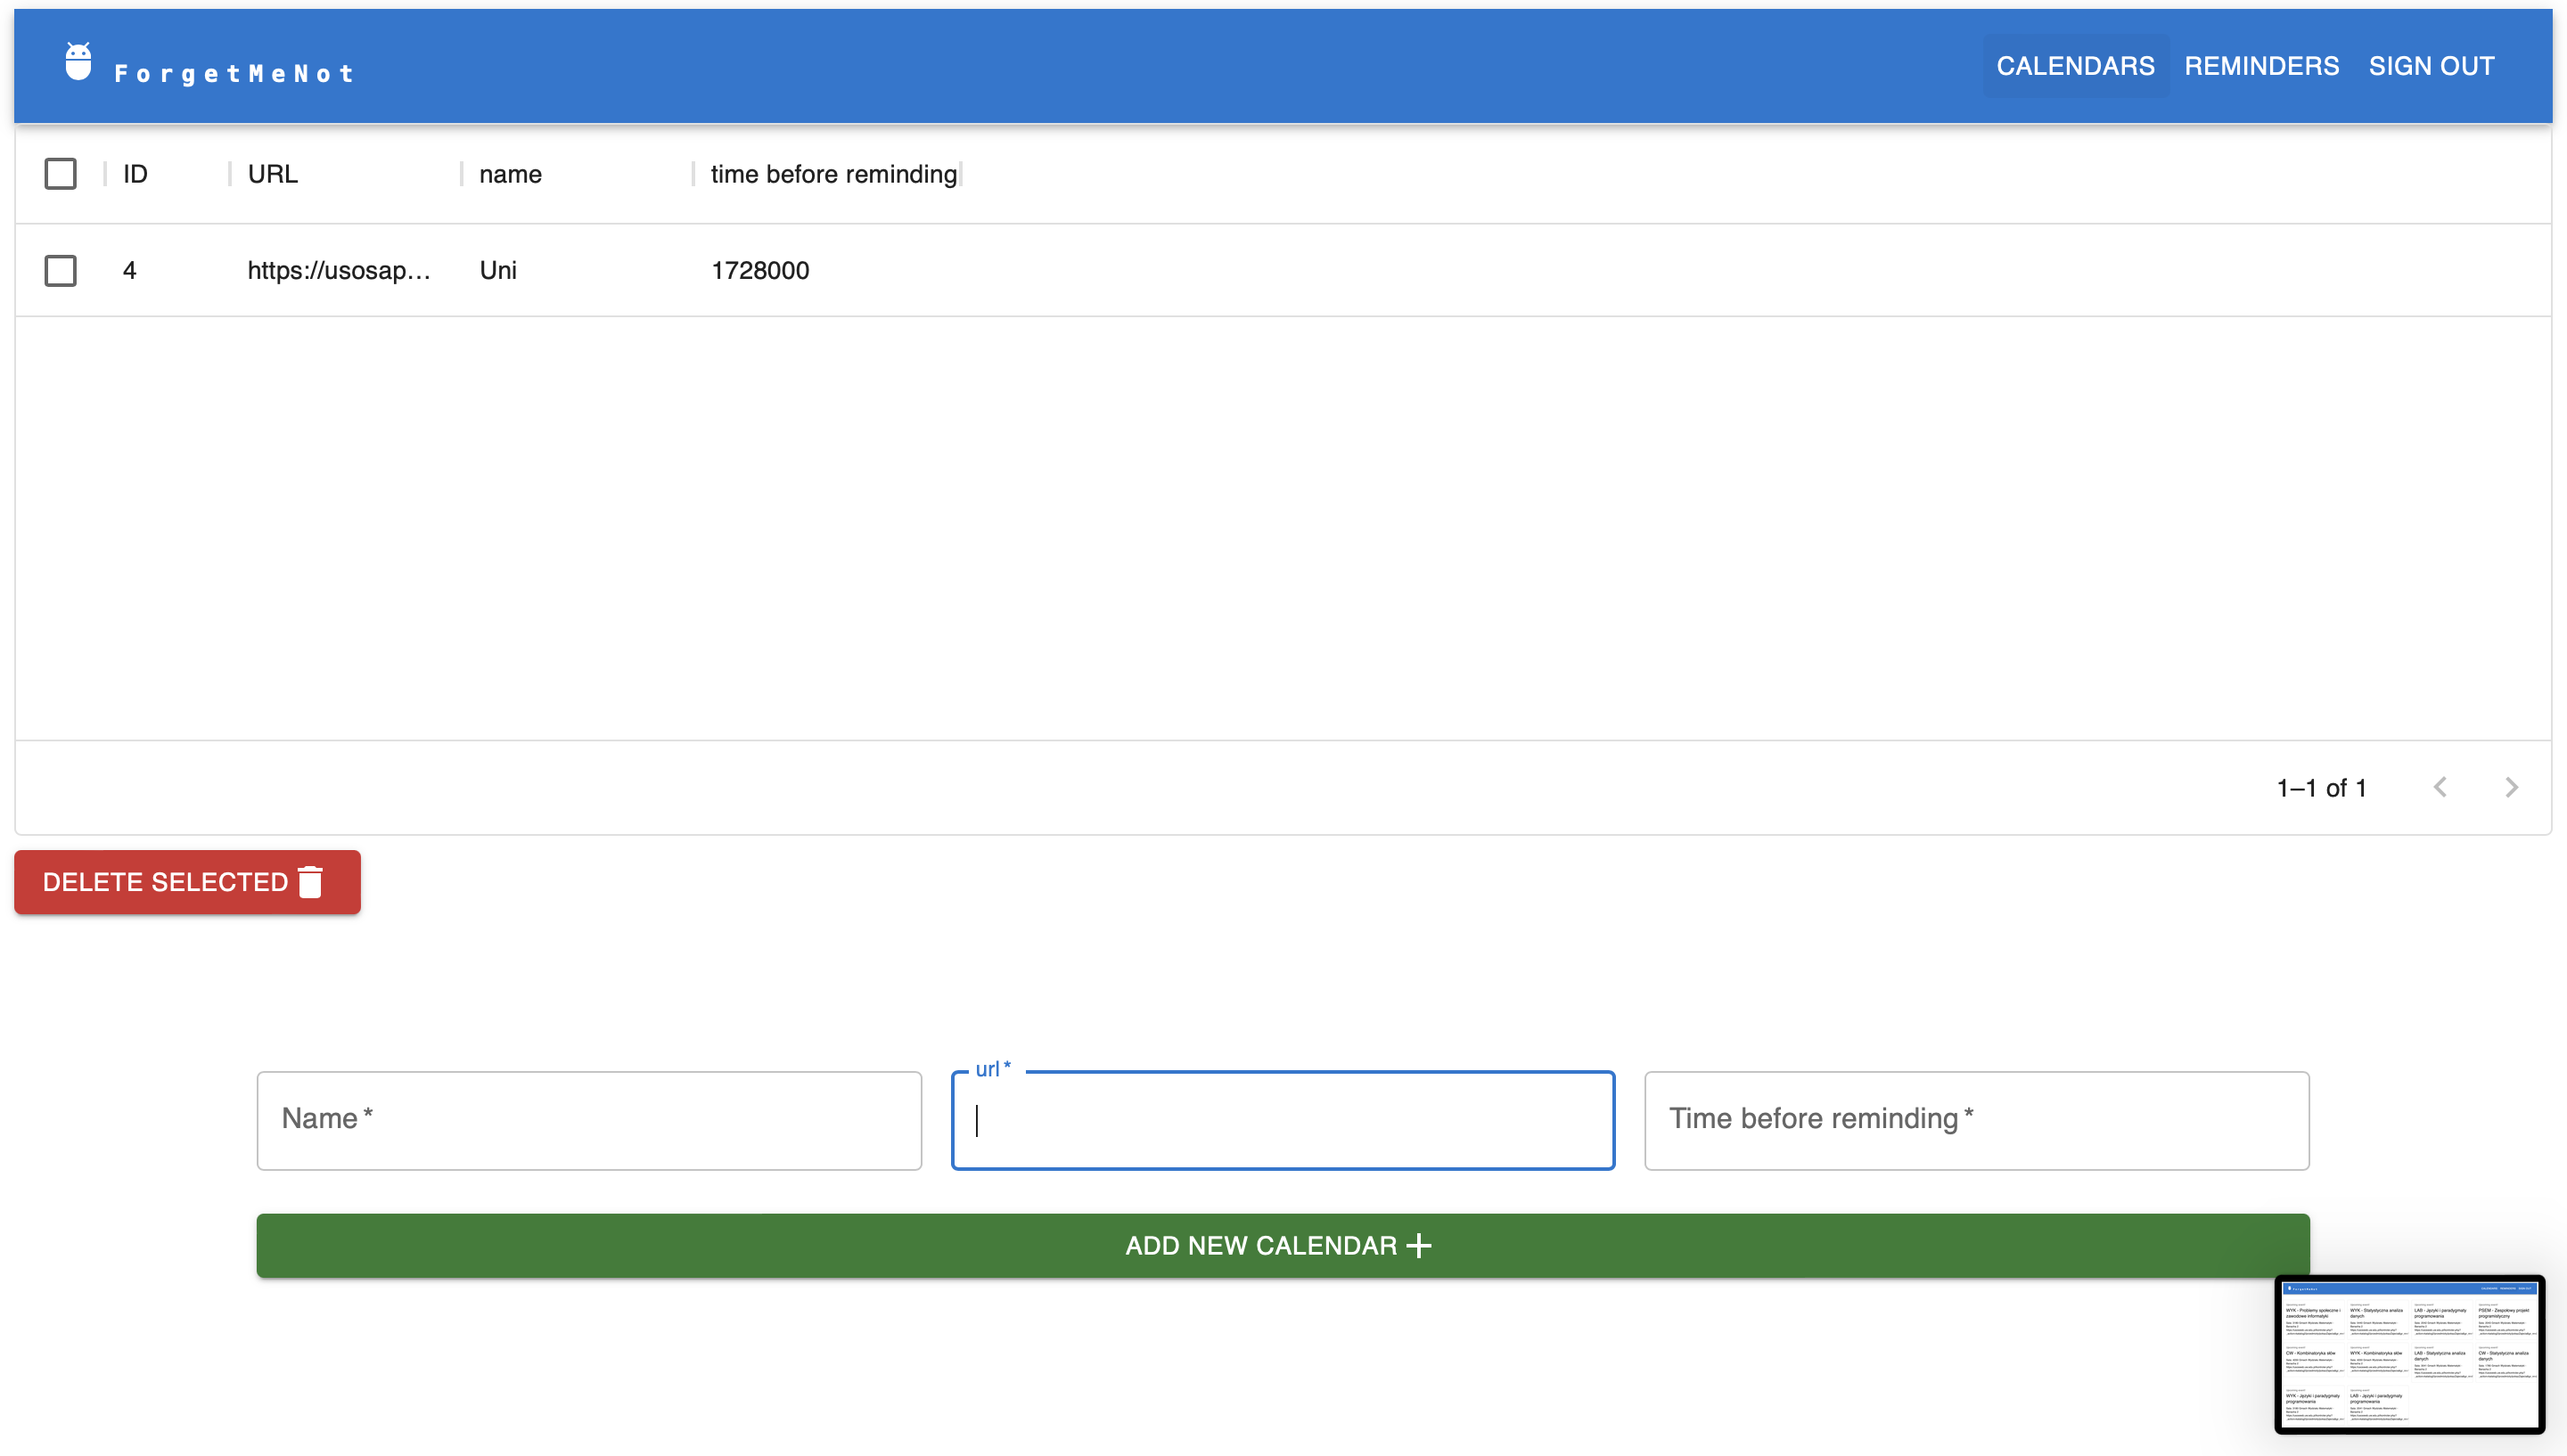 ForgetMeNot
CALENDARS REMINDERS SIGN OUT
ID URL name time before reminding
4 https://usosap... Uni 1728000
1–1 of 1
DELETE SELECTED
Name *
url *
Time before reminding *
ADD NEW CALENDAR +